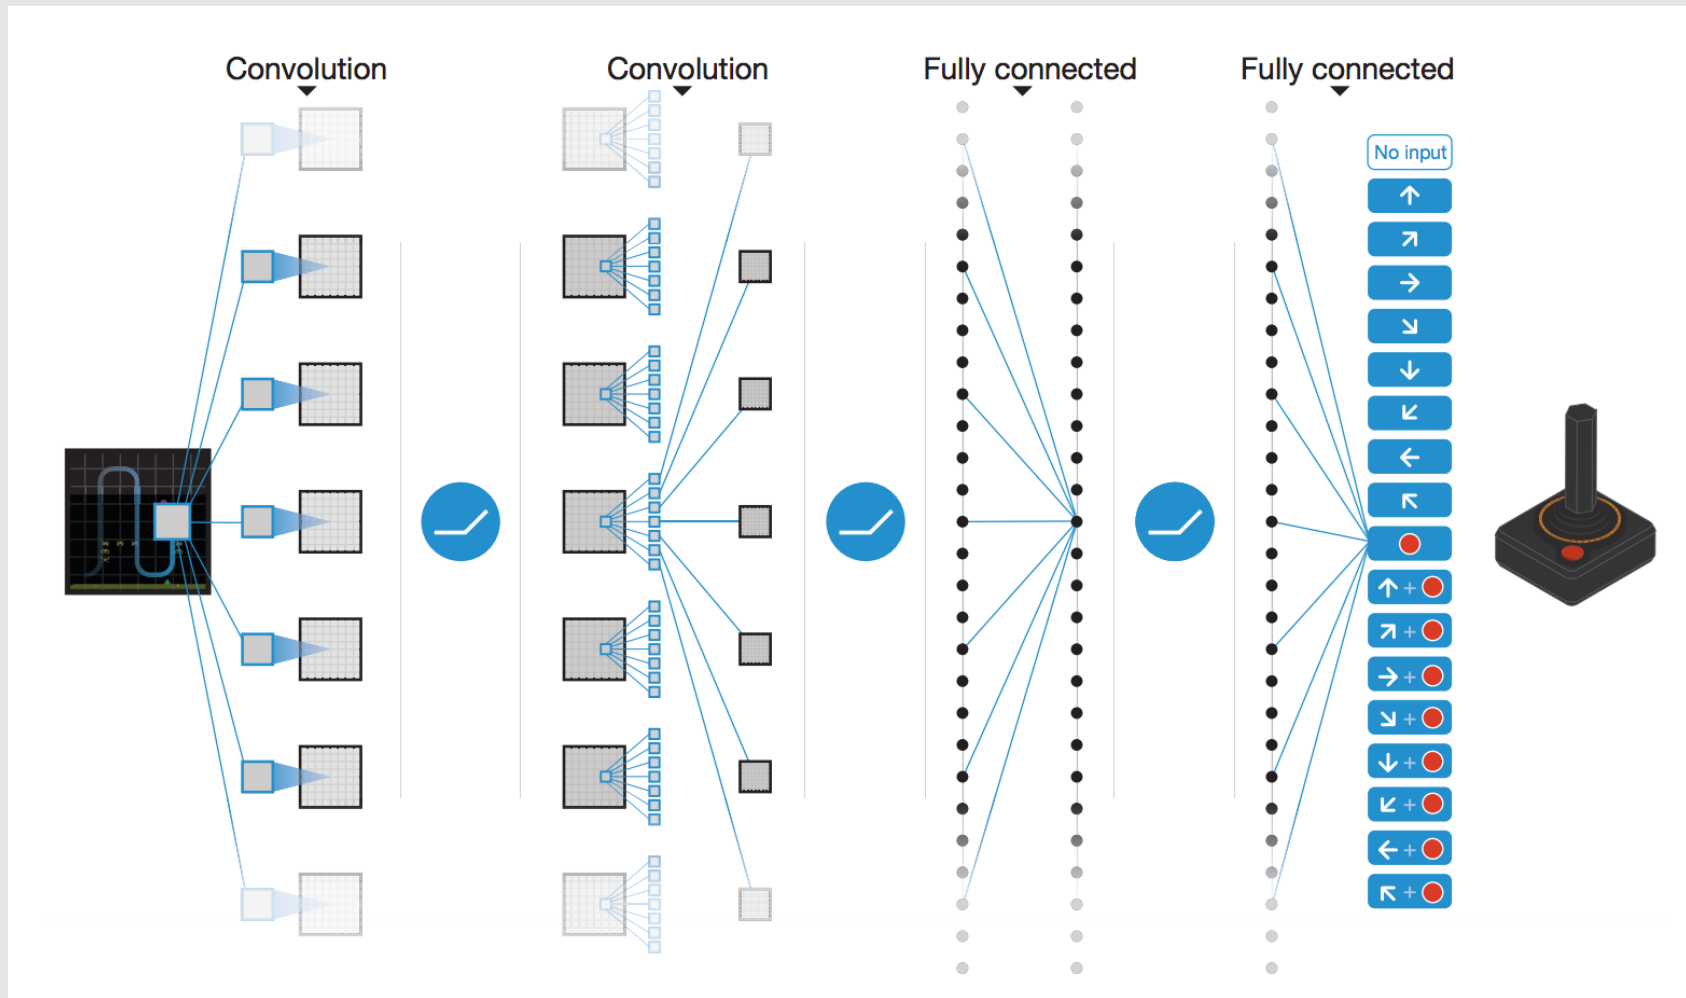 Convolution
Convolution
Fully connected
Fully connected
No input
+
+
+
+
+
+
+
+